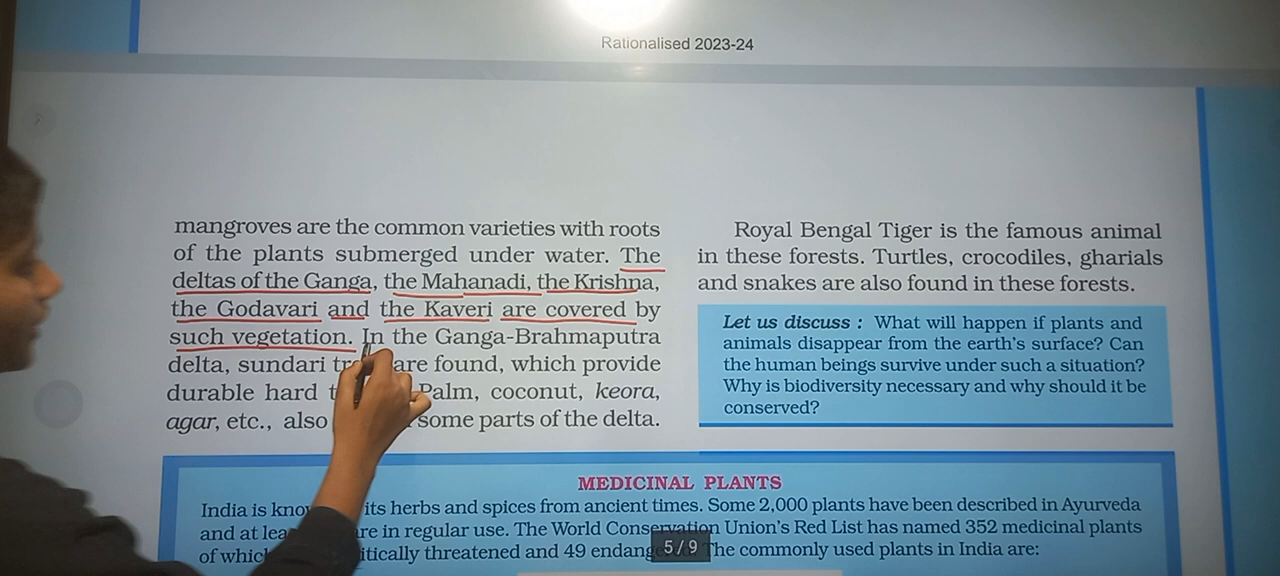 Rationalised 2023-24
mangroves are the common varieties with roots
of the plants submerged under water. The
deltas of the Ganga, the Mahanadi, the Krishna,
the Godavari and the Kaveri are covered by
such vegetation. In the Ganga-Brahmaputra
delta, sundari are found, which provide
durable hard Palm, coconut, keora,
agar, etc., also some parts of the delta.
Royal Bengal Tiger is the famous animal
in these forests. Turtles, crocodiles, gharials
and snakes are also found in these forests.
Let us discuss : What will happen if plants and
animals disappear from the earth's surface? Can
the human beings survive under such a situation?
Why is biodiversity necessary and why should it be
conserved?
MEDICINAL PLANTS
India is its herbs and spices from ancient times. Some 2,000 plants have been described in Ayurveda
and at in regular use. The World Conservation Union's Red List has named 352 medicinal plants
of threatened and 49 The commonly used plants in India are:
5 / 9